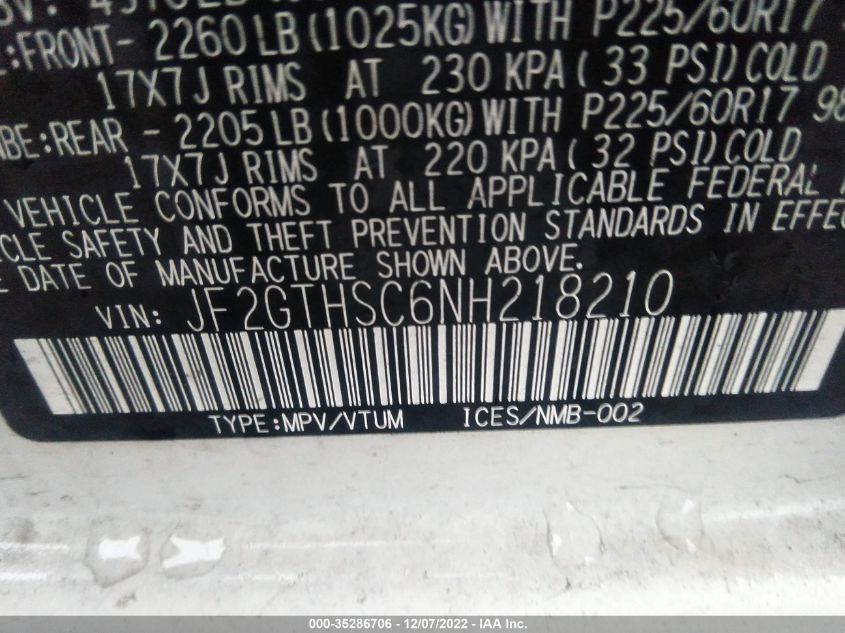 :FRONT- 2260 LB (1025KG) WITH P225/60R17
17X7J RIMS AT 230 KPA ( 33 PSI) COLD
:REAR - 2205 LB (1000KG) WITH P225/60R17
17X7J RIMS AT 220 KPA ( 32 PSI) COLD
VEHICLE CONFORMS TO ALL APPLICABLE FEDERAL
SAFETY AND THEFT PREVENTION STANDARDS IN
DATE OF MANUFACTURE SHOWN ABOVE.
VIN: JF2GTHSC6NH218210
TYPE:MPV/VTUM ICES/NMB-002
000-35286706 - 12/07/2022 - IAA Inc.